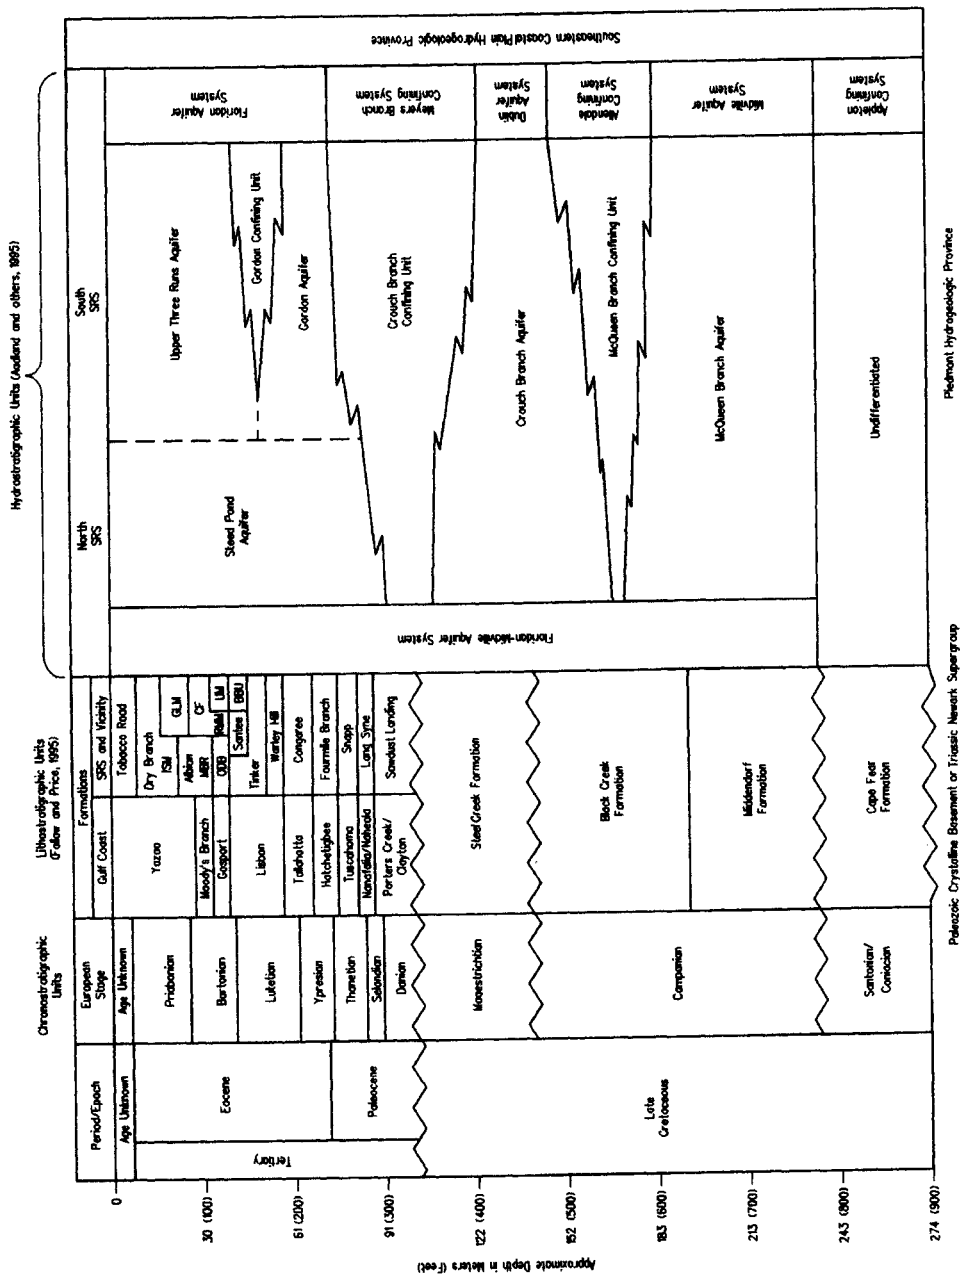 Chronostratigraphic
Units
Lithostratigraphic Units
(Fallaw and Price, 1995)
Hydrostratigraphic Units (Aadland and others, 1995)
Period/Epoch
European
Stage
Formations
Gulf Coast
SRS and Vicinity
North
SRS
South
SRS
Age Unknown
Tertiary
Eocene
Paleocene
Late
Cretaceous
Age Unknown
Priabonian
Bartonian
Lutetian
Ypresian
Thanetian
Selandian
Danian
Maaestrichtian
Campanian
Santonian/
Coniacian
Yazoo
Moody's Branch
Gosport
Lisbon
Tallahatta
Hatchetigbee
Tuscahoma
Nanafalia/Naheola
Porters Creek/
Clayton
Tobacco Road
Dry Branch
ISM
GLM
Albion
MBR
CF
ODB
RMM
UM
Santee
BBU
Tinker
Warley Hill
Congaree
Fourmile Branch
Snapp
Lang Syne
Sawdust Landing
Steel Creek Formation
Black Creek
Formation
Middendorf
Formation
Cape Fear
Formation
Floridan-Midville Aquifer System
Steed Pond
Aquifer
Upper Three Runs Aquifer
Gordon Confining Unit
Gordon Aquifer
Crouch Branch
Confining Unit
Crouch Branch Aquifer
McQueen Branch Confining Unit
McQueen Branch Aquifer
Undifferentiated
Floridan Aquifer
System
Meyers Branch
Confining System
Dublin
Aquifer
System
Allendale
Confining
System
Midville Aquifer
System
Appleton
Confining
System
Southeastern Coastal Plain Hydrogeologic Province
Approximate Depth in Meters (Feet)
0
30 (100)
61 (200)
91 (300)
122 (400)
152 (500)
183 (600)
213 (700)
243 (800)
274 (900)
Paleozoic Crystalline Basement or Triassic Newark Supergroup
Piedmont Hydrogeologic Province